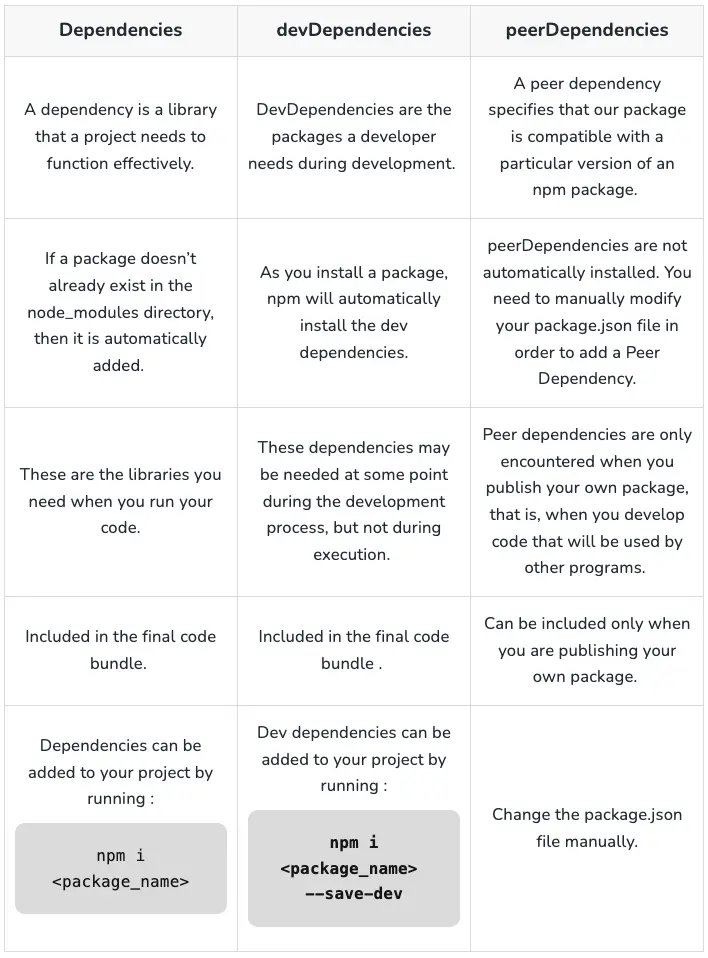 Dependencies
devDependencies
peerDependencies
A dependency is a library
that a project needs to
function effectively.
DevDependencies are the
packages a developer
needs during development.
A peer dependency
specifies that our package
is compatible with a
particular version of an
npm package.
If a package doesn’t
already exist in the
node_modules directory,
then it is automatically
added.
As you install a package,
npm will automatically
install the dev
dependencies.
peerDependencies are not
automatically installed. You
need to manually modify
your package.json file in
order to add a Peer
Dependency.
These are the libraries you
need when you run your
code.
These dependencies may
be needed at some point
during the development
process, but not during
execution.
Peer dependencies are only
encountered when you
publish your own package,
that is, when you develop
code that will be used by
other programs.
Included in the final code
bundle.
Included in the final code
bundle .
Can be included only when
you are publishing your
own package.
Dependencies can be
added to your project by
running :
npm i
<package_name>
Dev dependencies can be
added to your project by
running :
npm i
<package_name>
--save-dev
Change the package.json
file manually.